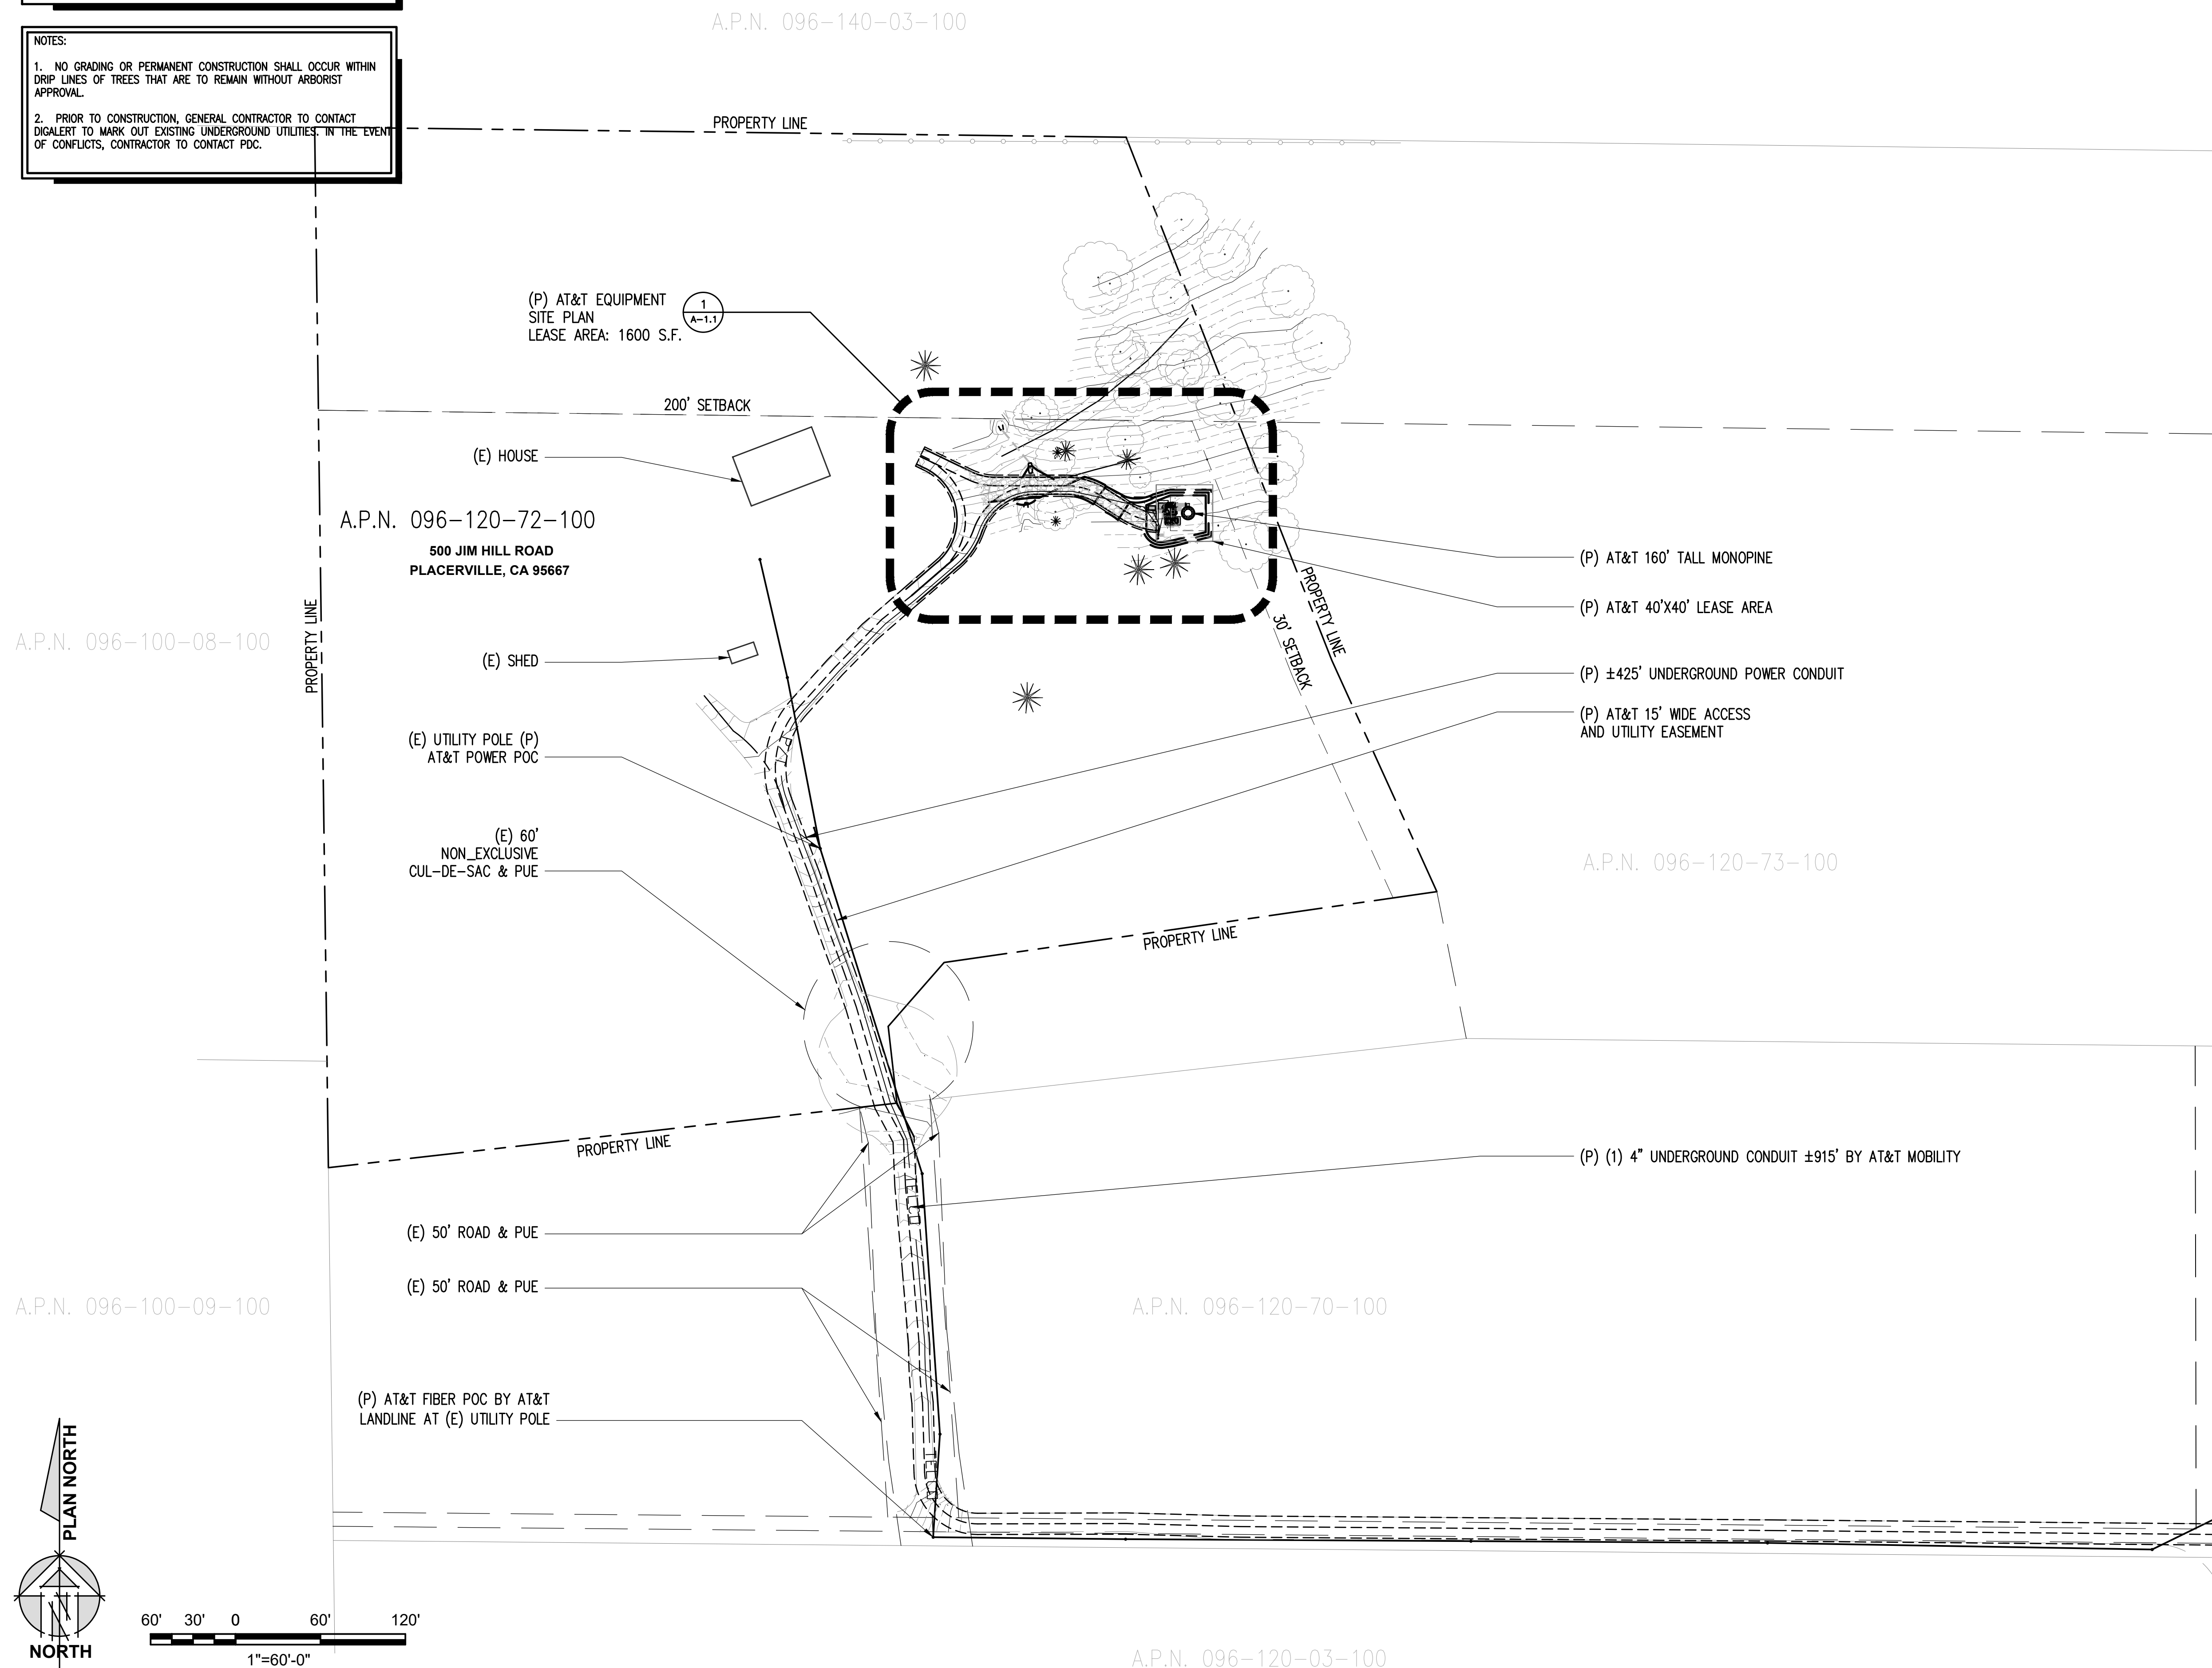 A.P.N. 096-140-03-100
NOTES:
1. NO GRADING OR PERMANENT CONSTRUCTION SHALL OCCUR WITHIN
DRIP LINES OF TREES THAT ARE TO REMAIN WITHOUT ARBORIST
APPROVAL.
2. PRIOR TO CONSTRUCTION, GENERAL CONTRACTOR TO CONTACT
DIGALERT TO MARK OUT EXISTING UNDERGROUND UTILITIES. IN THE EVENT
OF CONFLICTS, CONTRACTOR TO CONTACT PDC.
PROPERTY LINE
(P) AT&T EQUIPMENT
SITE PLAN
LEASE AREA: 1600 S.F.
1
A-1.1
200' SETBACK
(E) HOUSE
A.P.N. 096-120-72-100
500 JIM HILL ROAD
PLACERVILLE, CA 95667
(P) AT&T 160' TALL MONOPINE
(P) AT&T 40'X40' LEASE AREA
PROPERTY LINE
PROPERTY LINE
30' SETBACK
A.P.N. 096-100-08-100
(E) SHED
(P) ±425' UNDERGROUND POWER CONDUIT
(P) AT&T 15' WIDE ACCESS
AND UTILITY EASEMENT
(E) UTILITY POLE (P)
AT&T POWER POC
(E) 60'
NON_EXCLUSIVE
CUL-DE-SAC & PUE
A.P.N. 096-120-73-100
PROPERTY LINE
PROPERTY LINE
(P) (1) 4" UNDERGROUND CONDUIT ±915' BY AT&T MOBILITY
TELCO
(E) 50' ROAD & PUE
(E) 50' ROAD & PUE
A.P.N. 096-100-09-100
A.P.N. 096-120-70-100
(P) AT&T FIBER POC BY AT&T
LANDLINE AT (E) UTILITY POLE
TELCO
PLAN NORTH
NORTH
60' 30' 0 60' 120'
1"=60'-0"
A.P.N. 096-120-03-100